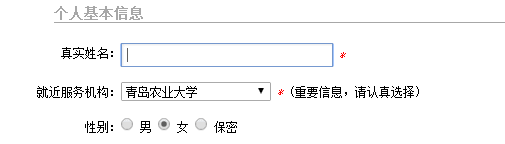 个人基本信息
真实姓名： *
就近服务机构： 青岛农业大学 * (重要信息，请认真选择)
性别： 男 女 保密